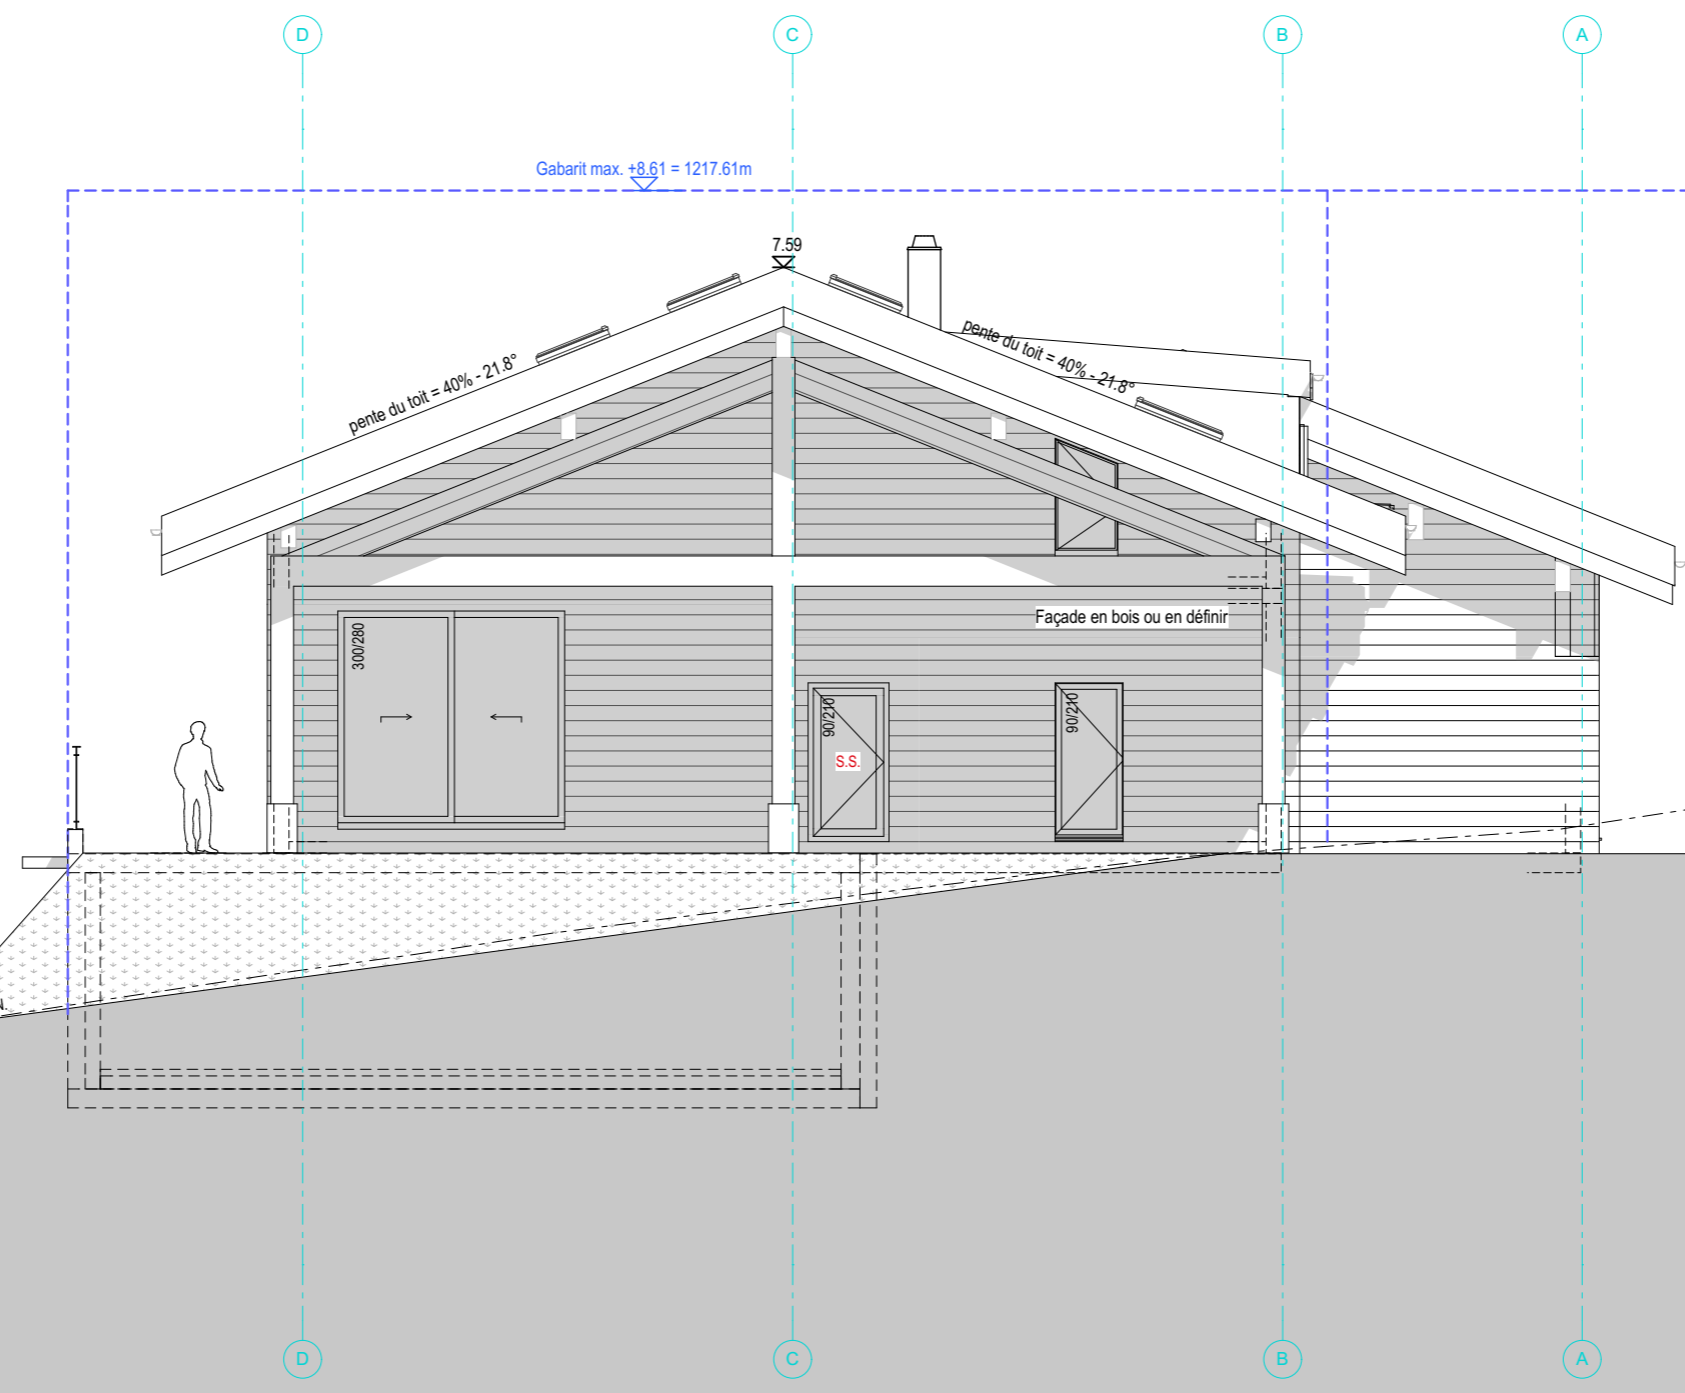 D
C
B
A
Gabarit max. +8.61 = 1217.61m
7.59
pente du toit = 40% - 21.8°
pente du toit = 40% - 21.8°
Façade en bois ou en définir
300/280
90/210
90/210
S.S.
D
C
B
A